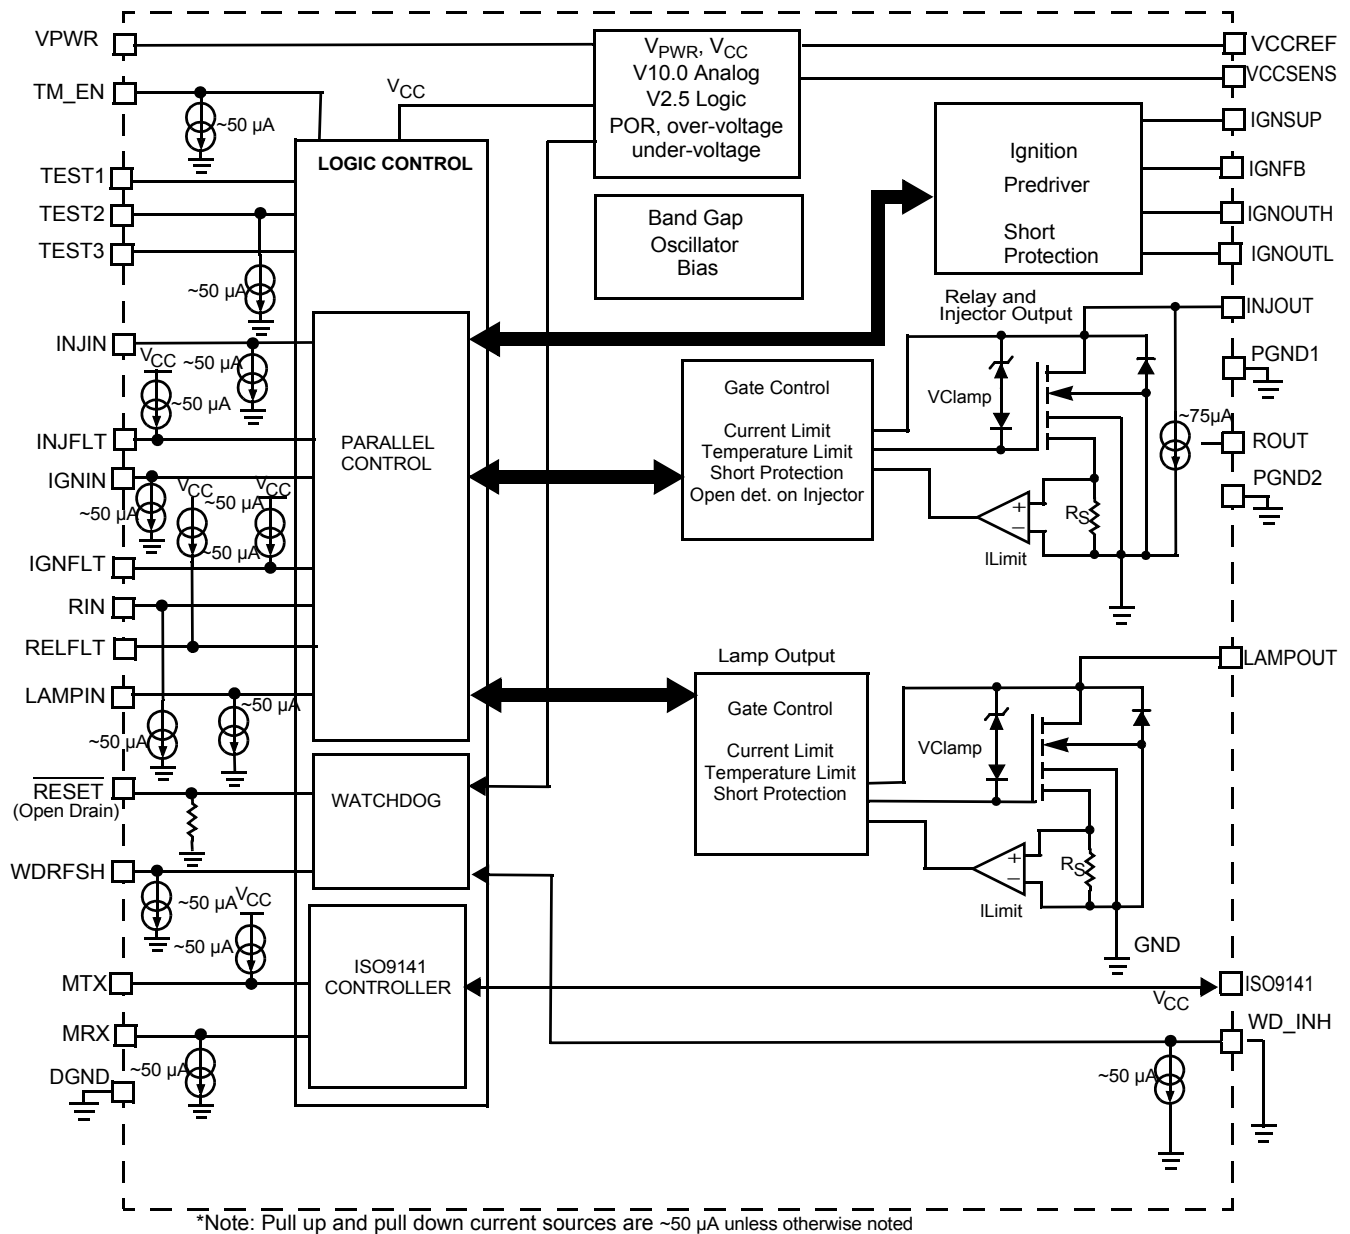 VPWR
TM_EN
~50 µA
TEST1
TEST2
TEST3
~50 µA
INJIN
VCC
~50 µA
~50 µA
INJFLT
IGNIN
~50 µA
VCC
~50 µA
VCC
~50 µA
IGNFLT
RIN
RELFLT
LAMPIN
~50 µA
~50 µA
RESET
(Open Drain)
WDRFSH
~50 µA
VCC
~50 µA
MTX
MRX
~50 µA
DGND
VCC
LOGIC CONTROL
PARALLEL
CONTROL
WATCHDOG
ISO9141
CONTROLLER
VPWR, VCC
V10.0 Analog
V2.5 Logic
POR, over-voltage
under-voltage
Band Gap
Oscillator
Bias
Ignition
Predriver
Short
Protection
Relay and
Injector Output
Gate Control
Current Limit
Temperature Limit
Short Protection
Open det. on Injector
VClamp
+
–
RS
ILimit
~75µA
Lamp Output
Gate Control
Current Limit
Temperature Limit
Short Protection
VClamp
+
–
RS
ILimit
GND
VCC
~50 µA
VCCREF
VCCSENS
IGNSUP
IGNFB
IGNOUTH
IGNOUTL
INJOUT
PGND1
ROUT
PGND2
LAMPOUT
ISO9141
WD_INH
*Note: Pull up and pull down current sources are ~50 µA unless otherwise noted